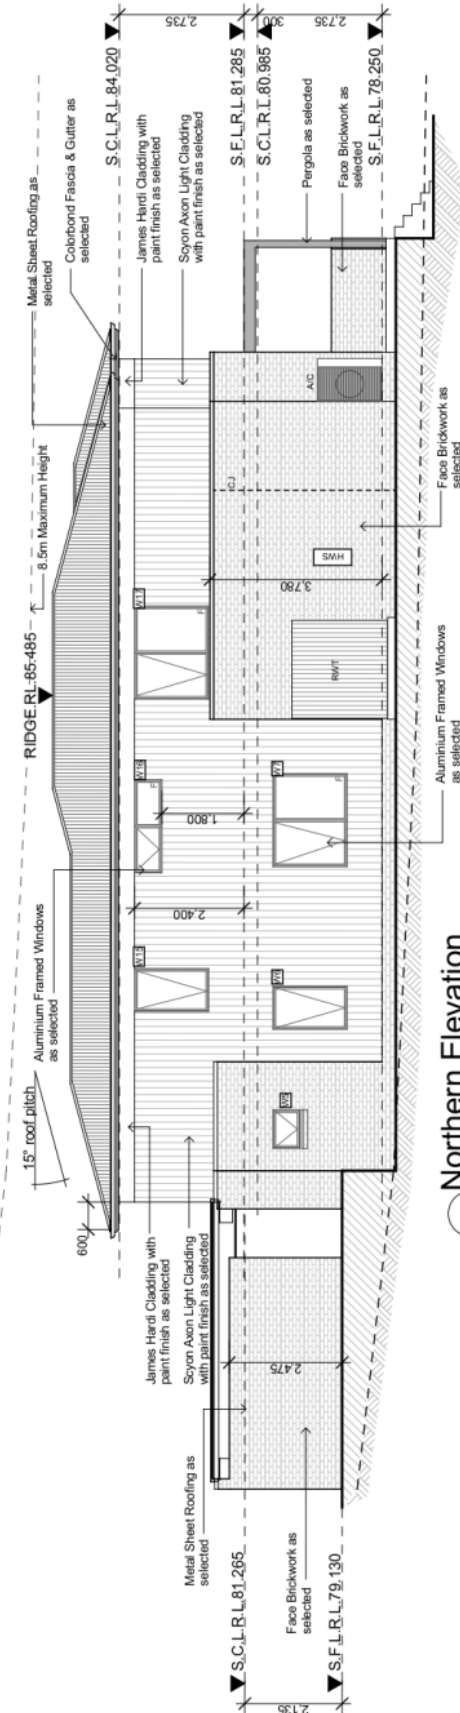 RIDGE.RL.85.485
8.5m Maximum Height
Metal Sheet Roofing as
selected
Colorbond Fascia & Gutter as
selected
S.C.L.R.L.84.020
James Hardi Cladding with
paint finish as selected
Scyon Axon Light Cladding
with paint finish as selected
2,735
S.F.L.R.L.81.285
300
S.C.L.R.L.80.985
2,735
Pergola as selected
Face Brickwork as
selected
S.F.L.R.L.78.250
15° roof pitch
Aluminium Framed Windows
as selected
600
W15
W16
F
W17
F
2,400
1,800
W6
W7
F
CJ
A/C
3,780
HWS
RWT
James Hardi Cladding with
paint finish as selected
Scyon Axon Light Cladding
with paint finish as selected
2,475
Metal Sheet Roofing as
selected
S.C.L.R.L.81.265
Face Brickwork as
selected
S.F.L.R.L.79.130
2,135
Aluminium Framed Windows
as selected
Face Brickwork as
selected
Northern Elevation